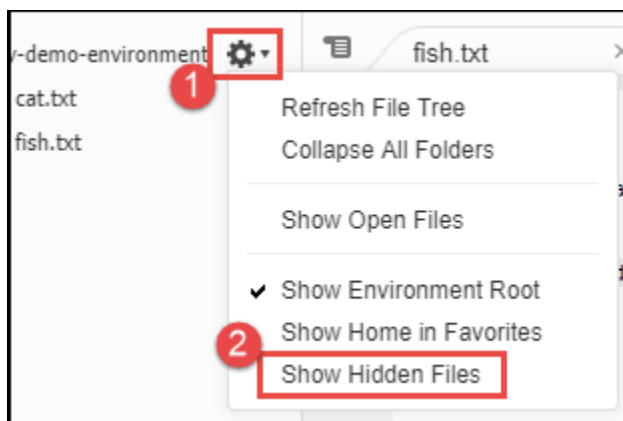 y-demo-environment
1
fish.txt
cat.txt
fish.txt
Refresh File Tree
Collapse All Folders
Show Open Files
Show Environment Root
Show Home in Favorites
2
Show Hidden Files